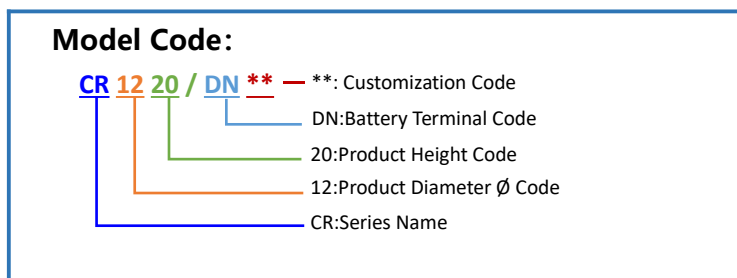 Model Code:
CR 12 20 / DN ** — **: Customization Code
DN:Battery Terminal Code
20:Product Height Code
12:Product Diameter Ø Code
CR:Series Name